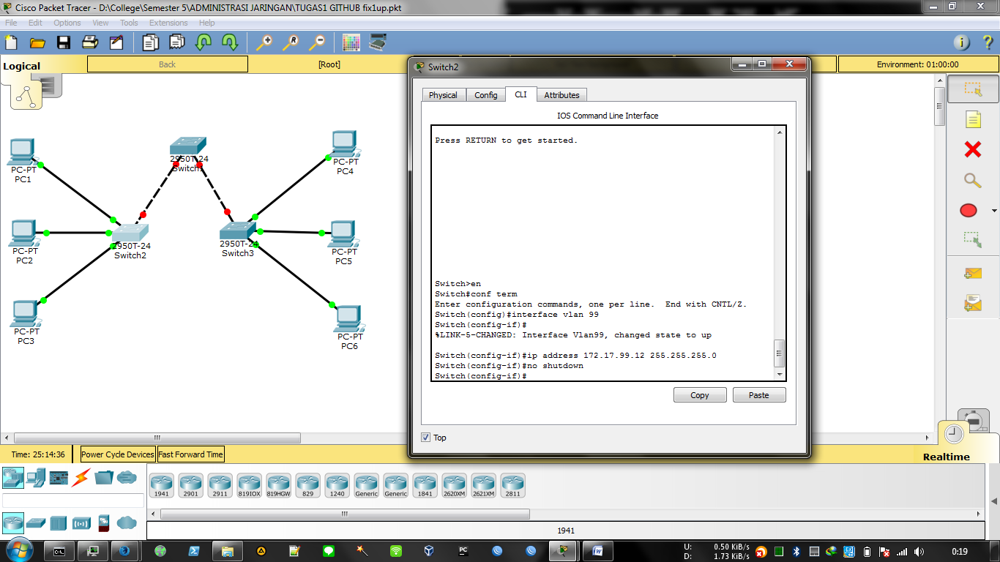 Cisco Packet Tracer - D:\College\Semester 5\ADMINISTRASI JARINGAN\TUGAS1 GITHUB fix1up.pkt
File Edit Options View Tools Extensions Help
Logical
Back
[Root]
Environment: 01:00:00
Switch2
Physical Config CLI Attributes
IOS Command Line Interface
Press RETURN to get started.
Switch>en
Switch#conf term
Enter configuration commands, one per line.  End with CNTL/Z.
Switch(config)#interface vlan 99
Switch(config-if)#
%LINK-5-CHANGED: Interface Vlan99, changed state to up
Switch(config-if)#ip address 172.17.99.12 255.255.255.0
Switch(config-if)#no shutdown
Switch(config-if)#
Copy Paste
Top
PC-PT
PC1
2950T-24
Switch1
PC-PT
PC4
PC-PT
PC2
2950T-24
Switch2
2950T-24
Switch3
PC-PT
PC5
PC-PT
PC3
PC-PT
PC6
Time: 25:14:36
Power Cycle Devices Fast Forward Time
Realtime
1941 2901 2911 819IOX 819HGW 829 1240 Generic Generic 1841 2620XM 2621XM 2811
1941
U: 0.50 KiB/s
D: 1.73 KiB/s
0:19